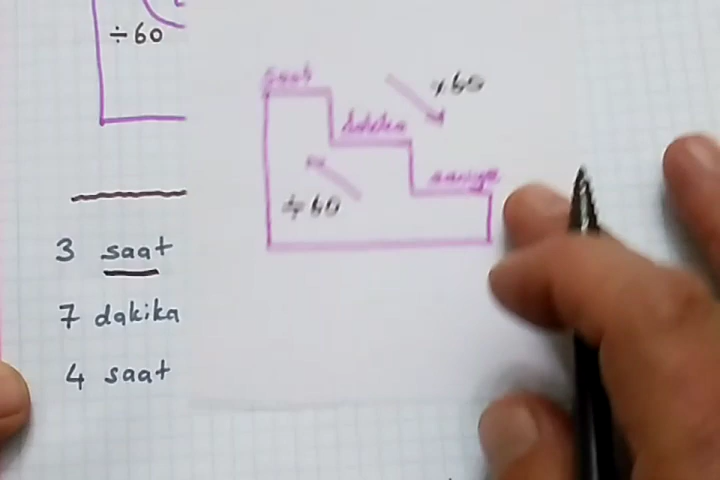 ÷60
saat
x60
dakika
saniye
÷60
3 saat
7 dakika
4 saat